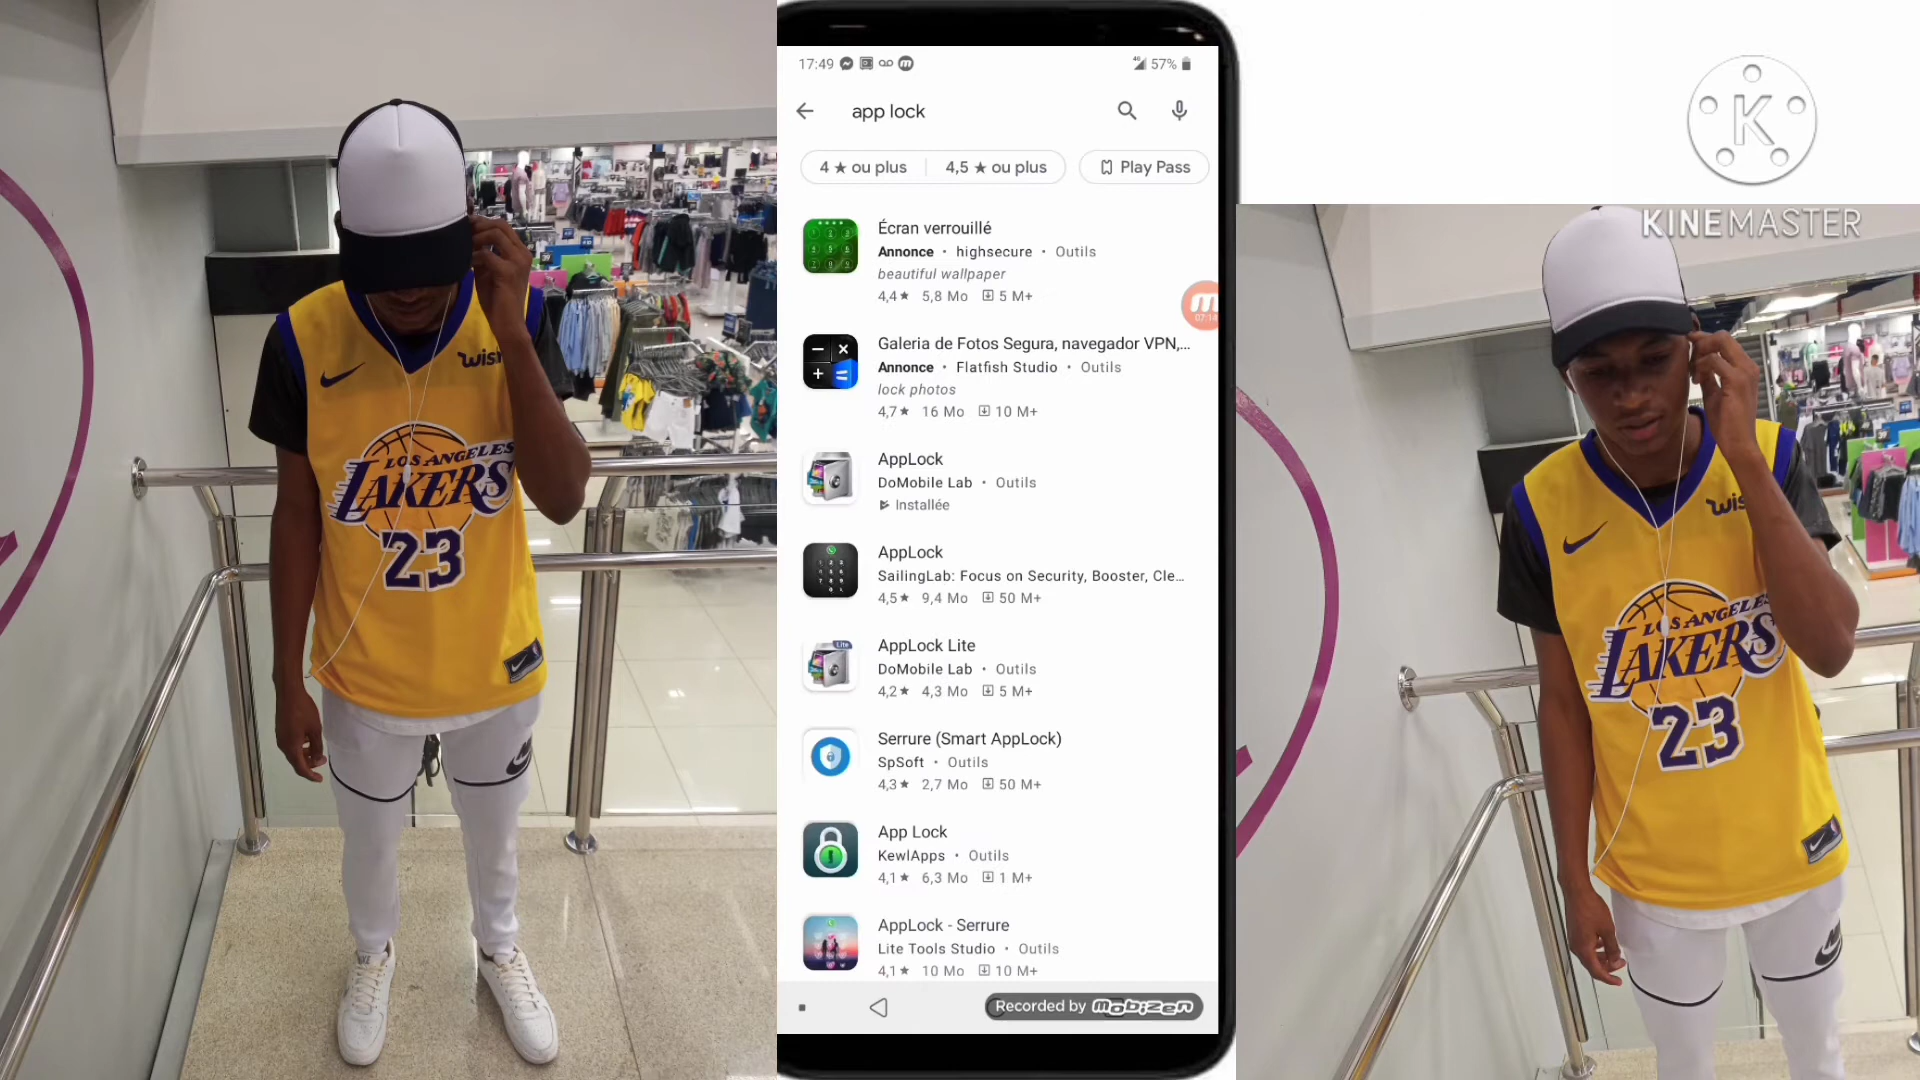 wish
LOS ANGELES
LAKERS
23
17:49
57%
app lock
4 ★ ou plus
4,5 ★ ou plus
Play Pass
Écran verrouillé
Annonce • highsecure • Outils
beautiful wallpaper
4,4★ 5,8 Mo 5 M+
Galeria de Fotos Segura, navegador VPN,...
Annonce • Flatfish Studio • Outils
lock photos
4,7★ 16 Mo 10 M+
AppLock
DoMobile Lab • Outils
Installée
AppLock
SailingLab: Focus on Security, Booster, Cle...
4,5★ 9,4 Mo 50 M+
Lite
AppLock Lite
DoMobile Lab • Outils
4,2★ 4,3 Mo 5 M+
Serrure (Smart AppLock)
SpSoft • Outils
4,3★ 2,7 Mo 50 M+
App Lock
KewlApps • Outils
4,1★ 6,3 Mo 1 M+
AppLock - Serrure
Lite Tools Studio • Outils
4,1★ 10 Mo 10 M+
Recorded by mobizen
07:14
K
KINEMASTER
wis
LOS ANGELES
LAKERS
23